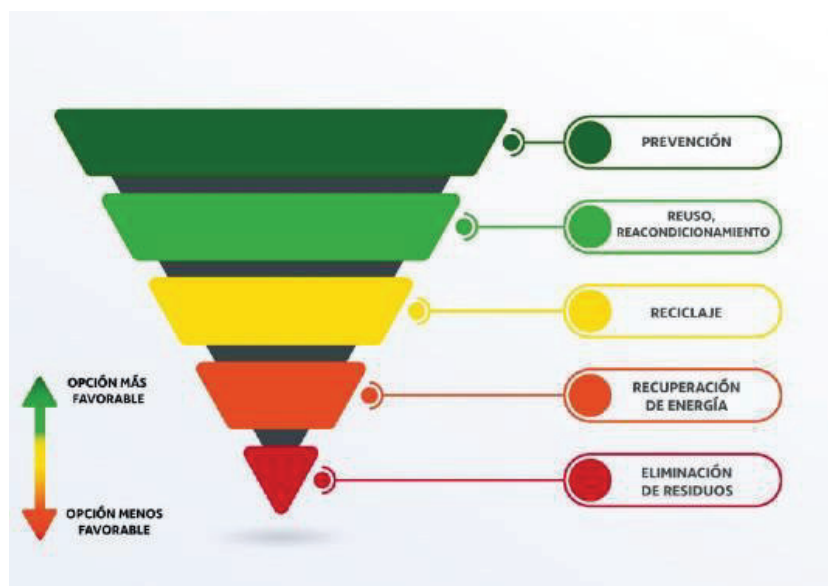 PREVENCIÓN
REUSO,
REACONDICIONAMIENTO
RECICLAJE
OPCIÓN MÁS
FAVORABLE
RECUPERACIÓN
DE ENERGÍA
ELIMINACIÓN
DE RESIDUOS
OPCIÓN MENOS
FAVORABLE